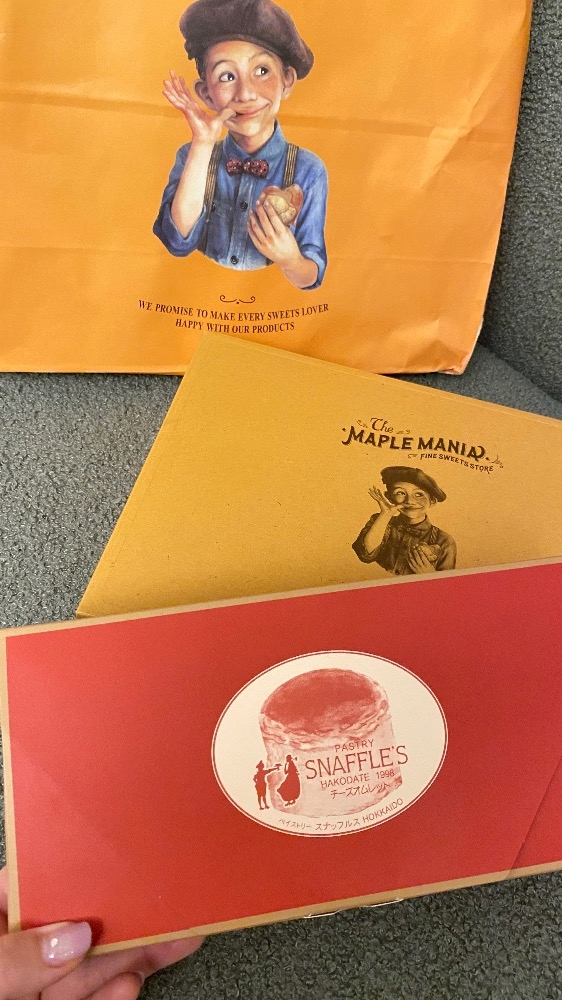 WE PROMISE TO MAKE EVERY SWEETS LOVER
HAPPY WITH OUR PRODUCTS
The
MAPLE MANIA
FINE SWEETS STORE
PASTRY
SNAFFLE'S
HAKODATE 1998
チーズオムレット
ペイストリー スナッフルス HOKKAIDO